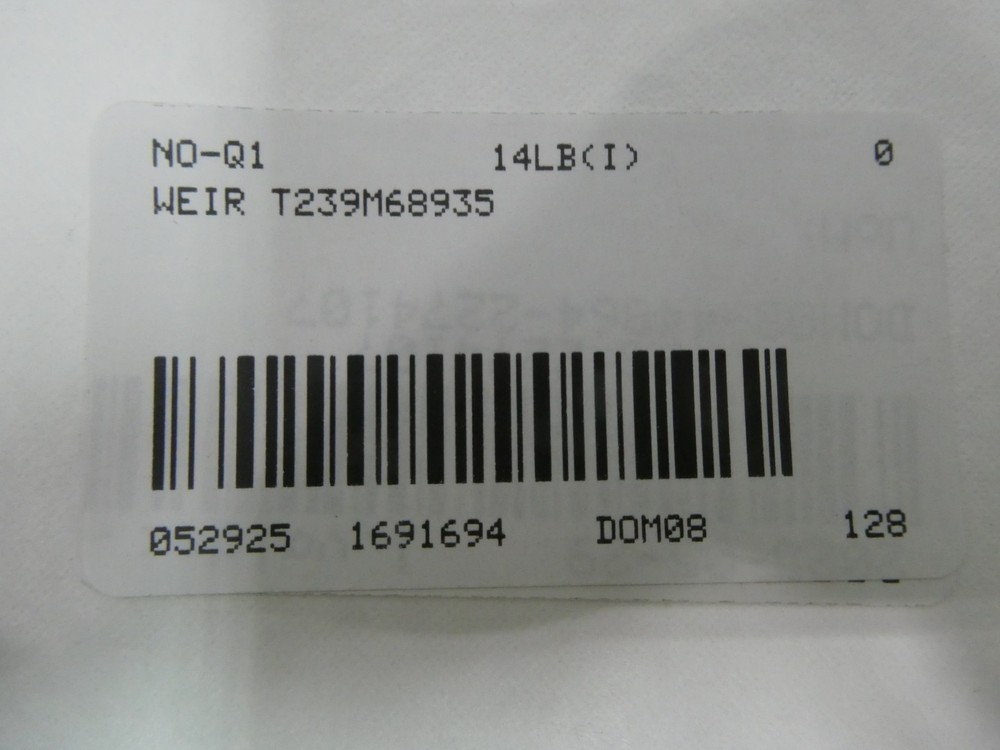 NO-Q1 14LB(I) 0
WEIR T239M68935
052925 1691694 DOM08 128